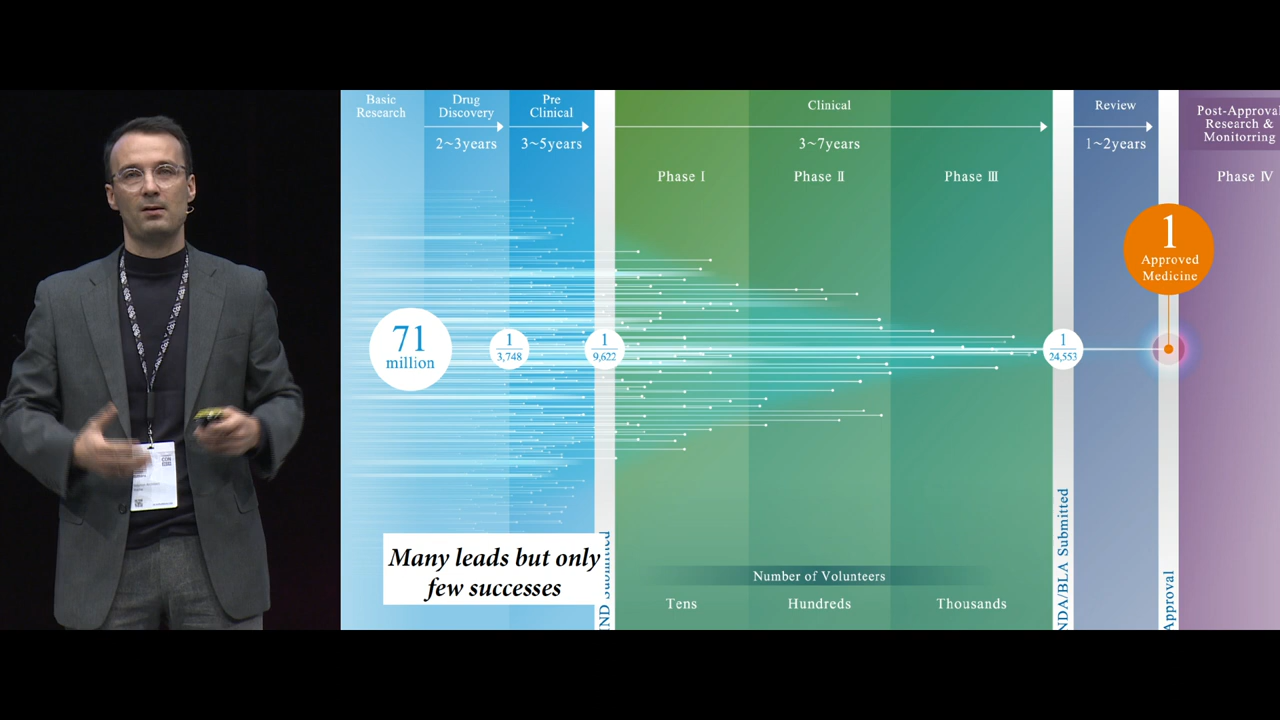 Basic
Research
Drug
Discovery
2~3years
Pre
Clinical
3~5years
Clinical
3~7years
Phase Ⅰ
Phase Ⅱ
Phase Ⅲ
Review
1~2years
Post-Approva
Research &
Monitorring
Phase Ⅳ
1
Approved
Medicine
71
million
1
3,748
1
9,622
1
24,553
Many leads but only
few successes
IND Submitted
NDA/BLA Submitted
Approval
Number of Volunteers
Tens
Hundreds
Thousands